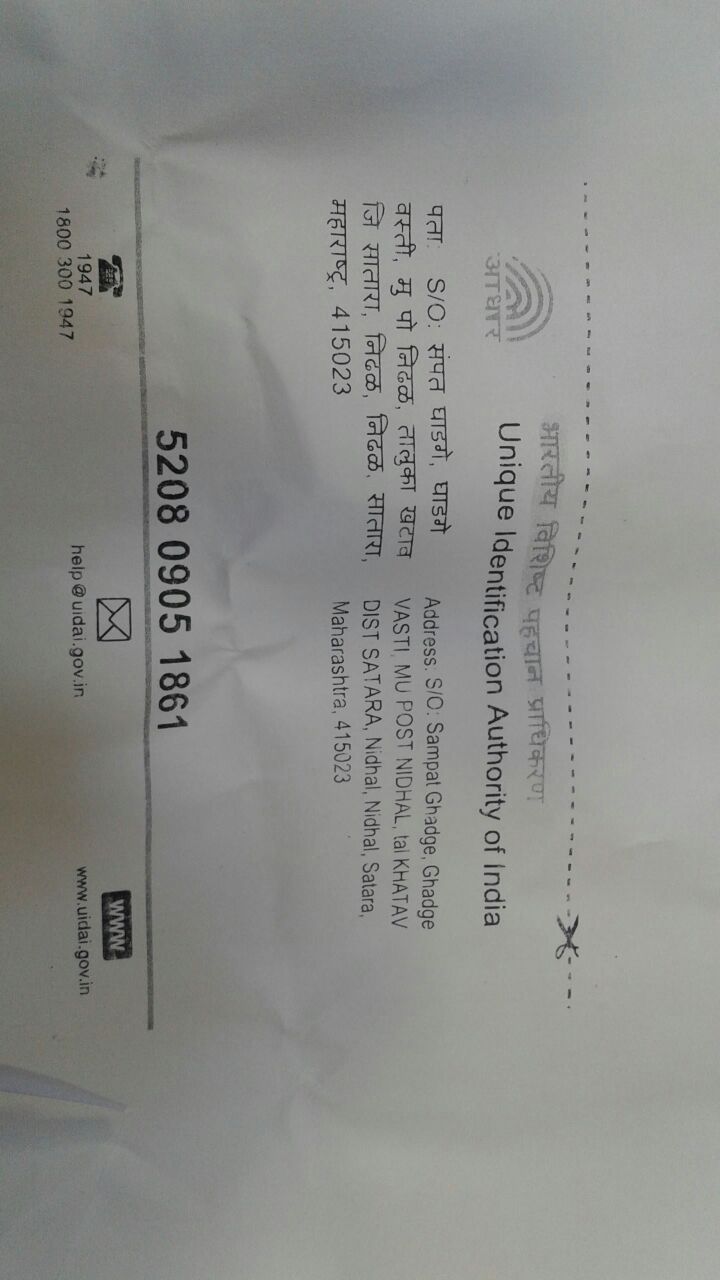 भारतीय विशिष्ट पहचान प्राधिकरण
Unique Identification Authority of India
आधार
पता: S/O: संपत घाडगे, घाडगे
वस्ती, मु पो निढळ, तालुका खटाव
जि सातारा, निढळ, निढळ, सातारा,
महाराष्ट्र, 415023
Address: S/O: Sampat Ghadge, Ghadge
VASTI, MU POST NIDHAL, tal KHATAV
DIST SATARA, Nidhal, Nidhal, Satara,
Maharashtra, 415023
5208 0905 1861
1947
1800 300 1947
help@uidai.gov.in
WWW
www.uidai.gov.in